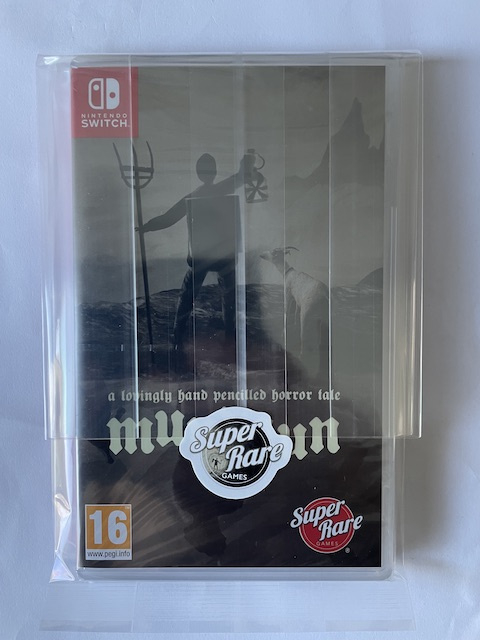 NINTENDO
SWITCH
a lovingly hand pencilled horror tale
Super
Rare
GAMES
16
www.pegi.info
Super
Rare
GAMES